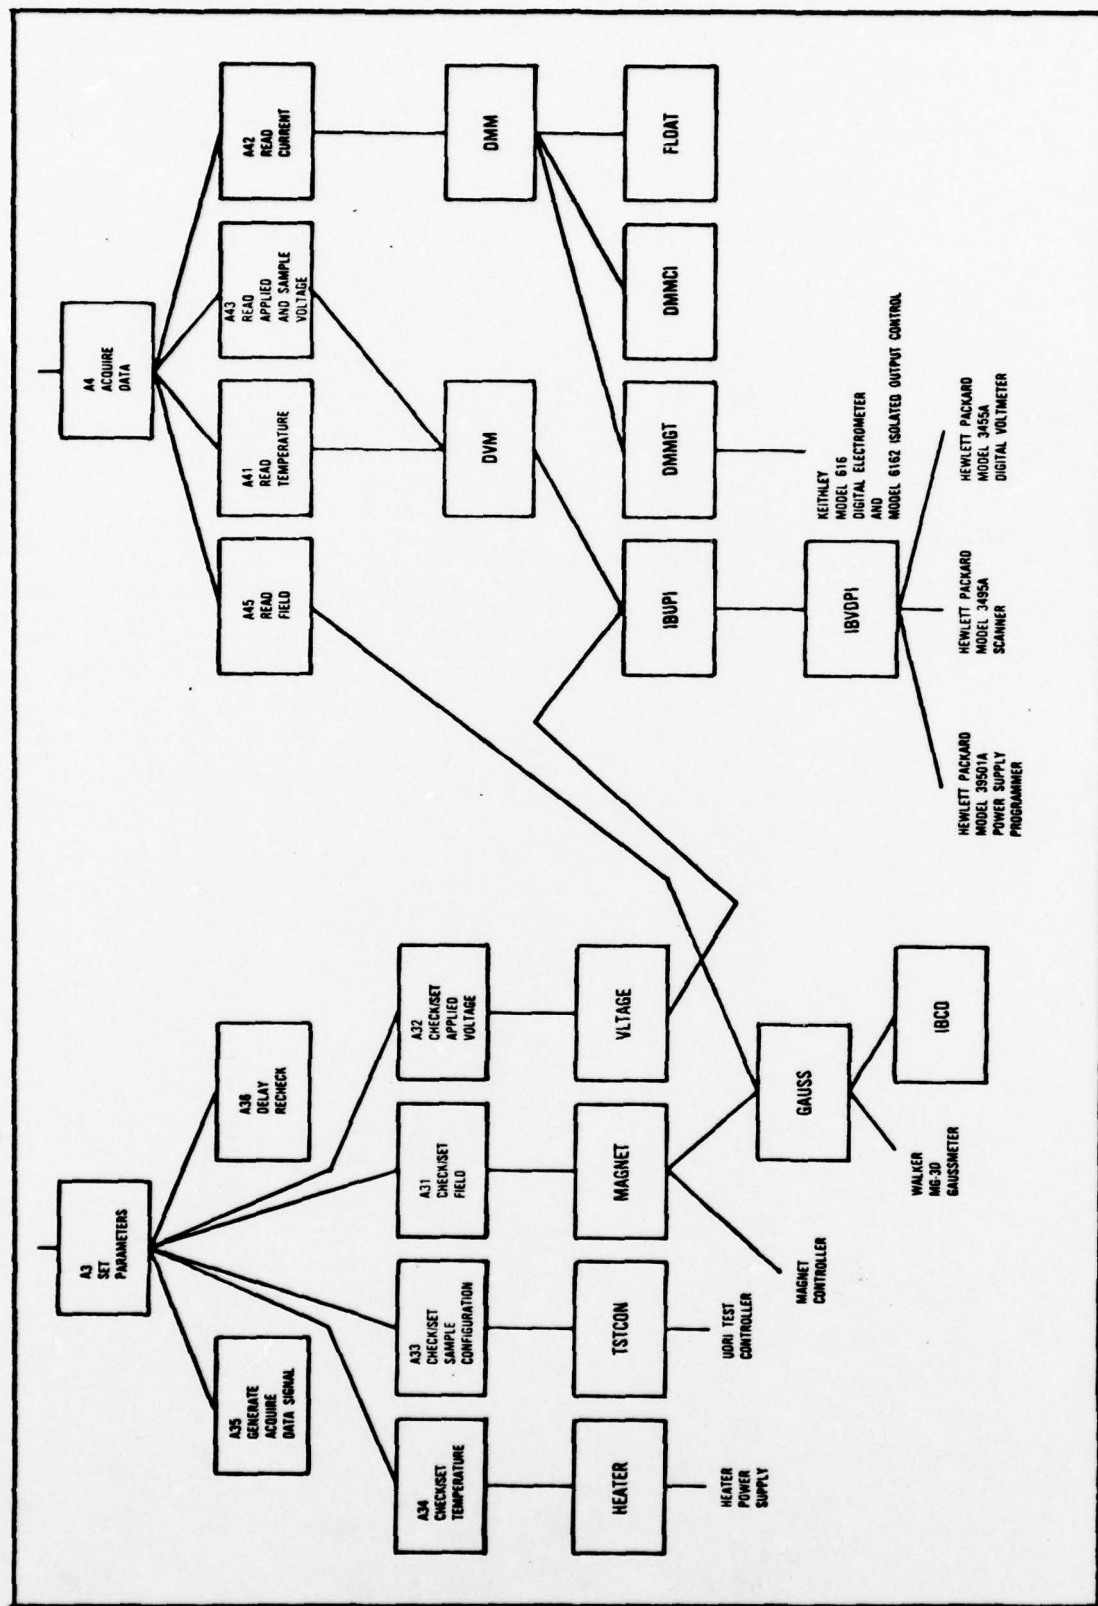 A3
SET
PARAMETERS
A35
GENERATE
ACQUIRE
DATA SIGNAL
A36
DELAY
RECHECK
A34
CHECK/SET
TEMPERATURE
A33
CHECK/SET
SAMPLE
CONFIGURATION
A31
CHECK/SET
FIELD
A32
CHECK/SET
APPLIED
VOLTAGE
HEATER
TSTCON
MAGNET
VLTAGE
HEATER
POWER
SUPPLY
UDRI TEST
CONTROLLER
MAGNET
CONTROLLER
GAUSS
WALKER
MG-3D
GAUSSMETER
IBCD
A4
ACQUIRE
DATA
A45
READ
FIELD
A41
READ
TEMPERATURE
A43
READ
APPLIED
AND SAMPLE
VOLTAGE
A42
READ
CURRENT
DVM
DMM
IBUPI
DMMGT
DMMCI
FLOAT
KEITHLEY
MODEL 616
DIGITAL ELECTROMETER
AND
MODEL 6162 ISOLATED OUTPUT CONTROL
IBVDPI
HEWLETT PACKARD
MODEL 39501A
POWER SUPPLY
PROGRAMMER
HEWLETT PACKARD
MODEL 3495A
SCANNER
HEWLETT PACKARD
MODEL 3455A
DIGITAL VOLTMETER